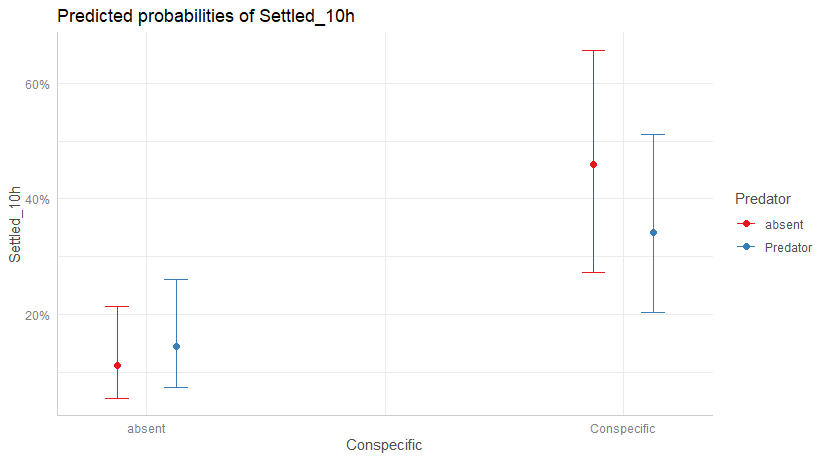 Predicted probabilities of Settled_10h
60%
40%
20%
Settled_10h
absent
Conspecific
Conspecific
Predator
absent
Predator